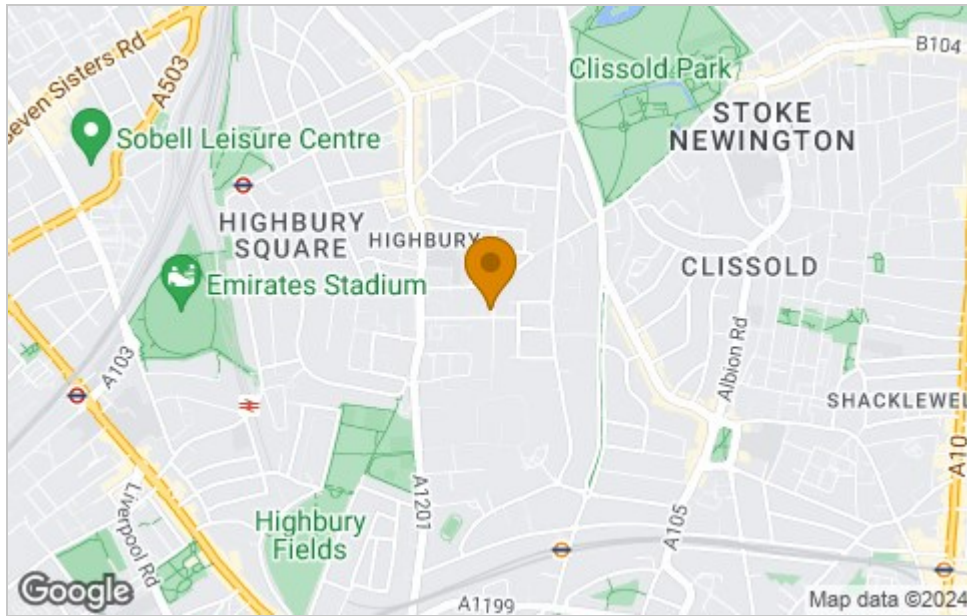 Seven Sisters Rd
A503
B104
Clissold Park
STOKE
NEWINGTON
Sobell Leisure Centre
HIGHBURY
SQUARE
HIGHBURY
CLISSOLD
Emirates Stadium
A103
Albion Rd
SHACKLEWEL
A10
Liverpool Rd
A1201
Highbury
Fields
A105
A1199
Google
Map data ©2024